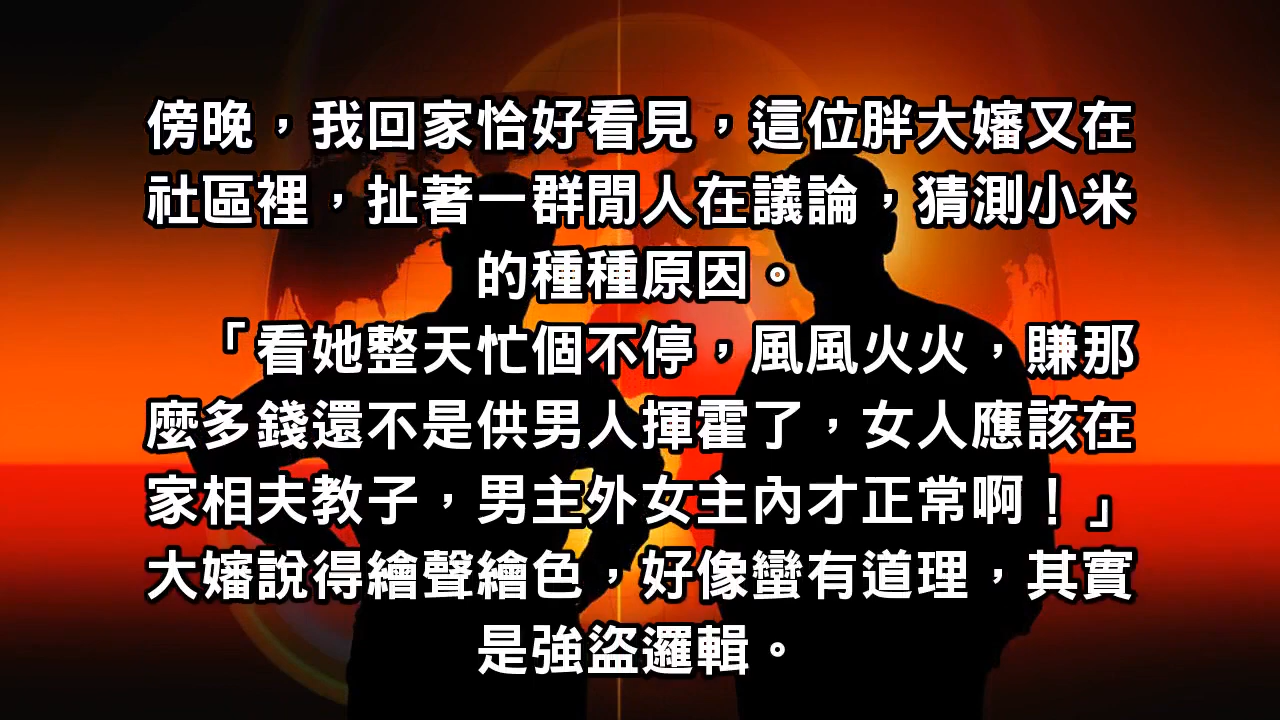 傍晚，我回家恰好看見，這位胖大嬸又在
社區裡，扯著一群閒人在議論，猜測小米
的種種原因。
「看她整天忙個不停，風風火火，賺那
麼多錢還不是供男人揮霍了，女人應該在
家相夫教子，男主外女主內才正常啊！」
大嬸說得繪聲繪色，好像蠻有道理，其實
是強盜邏輯。